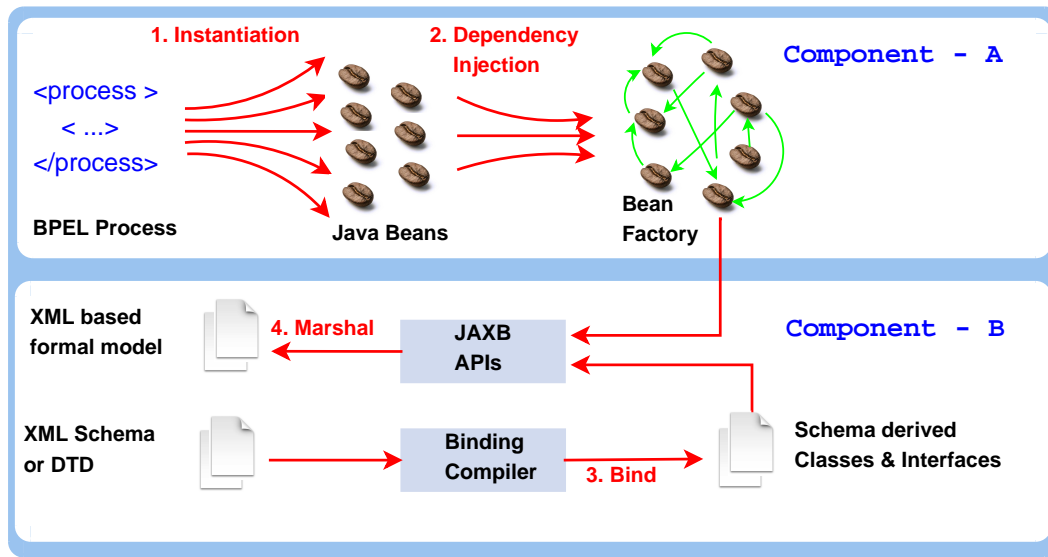 1. Instantiation
2. Dependency
Injection
Component - A
<process >
< ...>
</process>
BPEL Process
Java Beans
Bean
Factory
XML based
formal model
4. Marshal
JAXB
APIs
Component - B
XML Schema
or DTD
Binding
Compiler
3. Bind
Schema derived
Classes & Interfaces